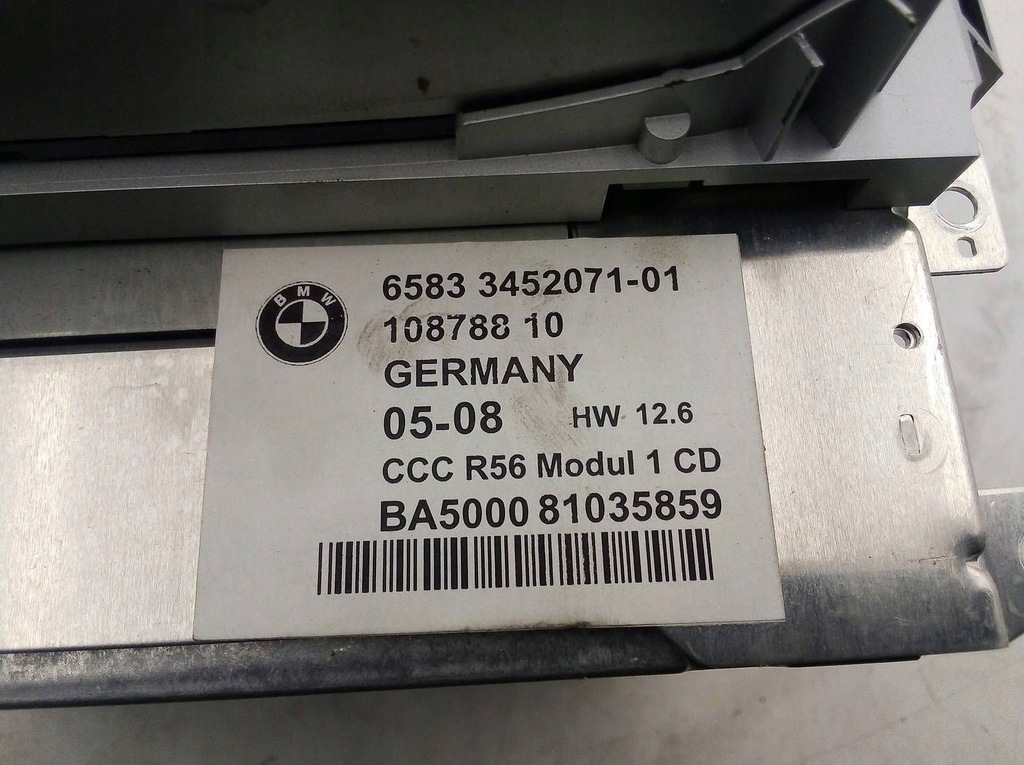 BMW
6583 3452071-01
108788 10
GERMANY
05-08 HW 12.6
CCC R56 Modul 1 CD
BA5000 81035859